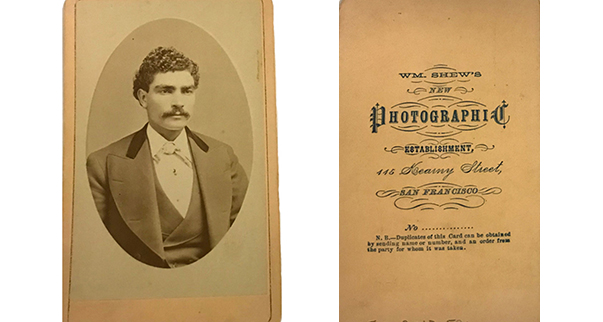 WM. SHEW'S
NEW
PHOTOGRAPHIC
ESTABLISHMENT,
115 Kearny Street,
SAN FRANCISCO
No ..............
N. B.—Duplicates of this Card can be obtained
by sending name or number, and an order from
the party for whom it was taken.